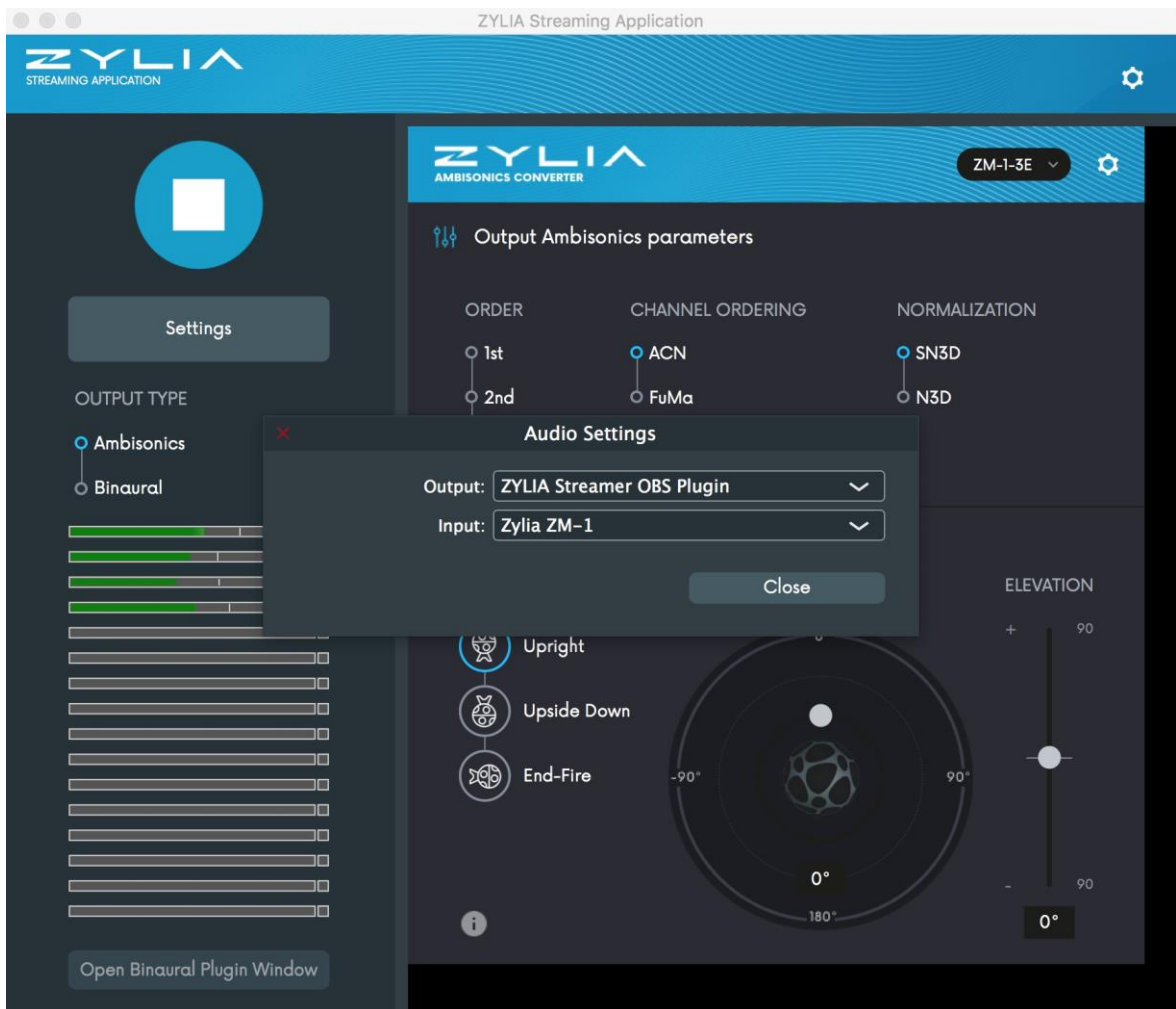 ZYLIA Streaming Application
ZYLIA
STREAMING APPLICATION
ZYLIA
AMBISONICS CONVERTER
ZM-1-3E
Output Ambisonics parameters
Settings
ORDER CHANNEL ORDERING NORMALIZATION
1st ACN SN3D
2nd FuMa N3D
OUTPUT TYPE
Ambisonics
Binaural
Audio Settings
Output: ZYLIA Streamer OBS Plugin
Input: Zylia ZM-1
Close
ELEVATION
+ 90
Upright
Upside Down
End-Fire
-90° 90°
0°
180°
- 90
0°
i
Open Binaural Plugin Window